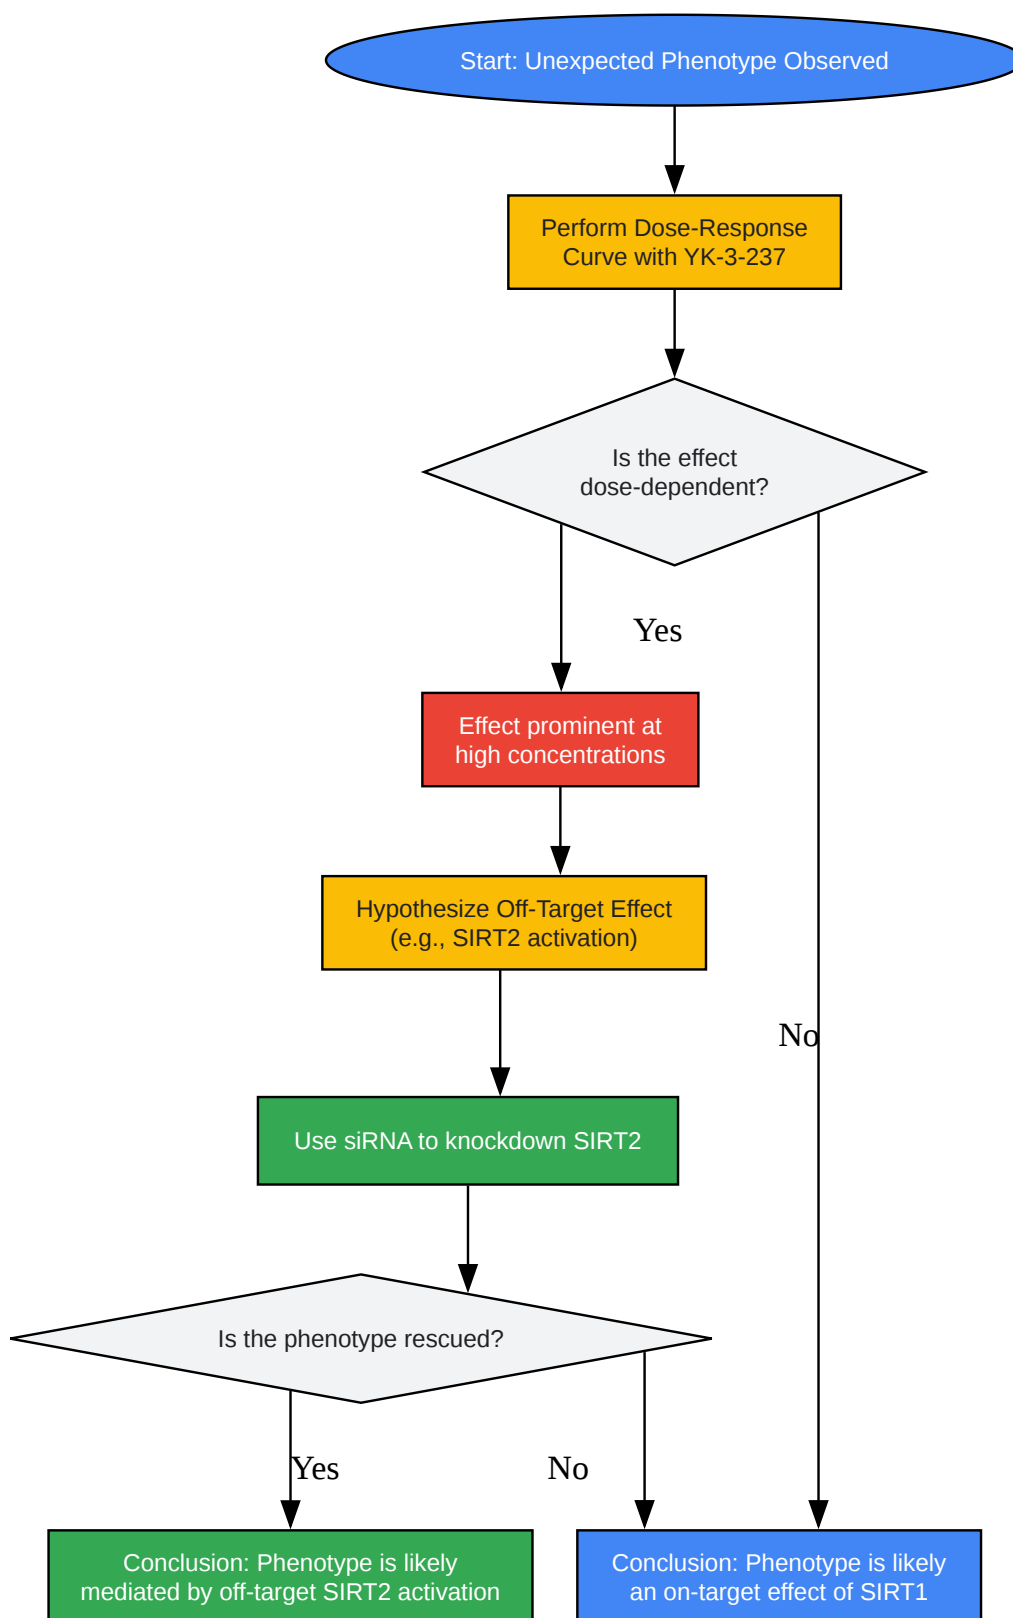 Start: Unexpected Phenotype Observed
Perform Dose-Response
Curve with YK-3-237
Is the effect
dose-dependent?
Yes
Effect prominent at
high concentrations
Hypothesize Off-Target Effect
(e.g., SIRT2 activation)
No
Use siRNA to knockdown SIRT2
Is the phenotype rescued?
Yes
No
Conclusion: Phenotype is likely
mediated by off-target SIRT2 activation
Conclusion: Phenotype is likely
an on-target effect of SIRT1